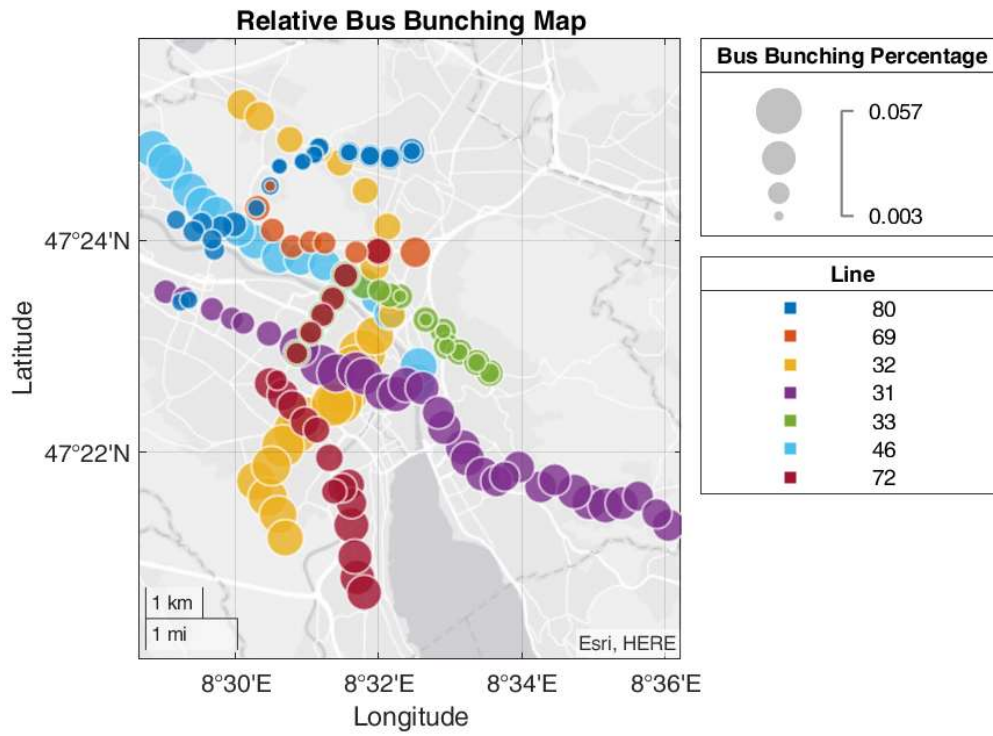 Relative Bus Bunching Map
Latitude
47°24'N
47°22'N
1 km
1 mi
Esri, HERE
8°30'E
8°32'E
8°34'E
8°36'E
Longitude
Bus Bunching Percentage
0.057
0.003
Line
80
69
32
31
33
46
72